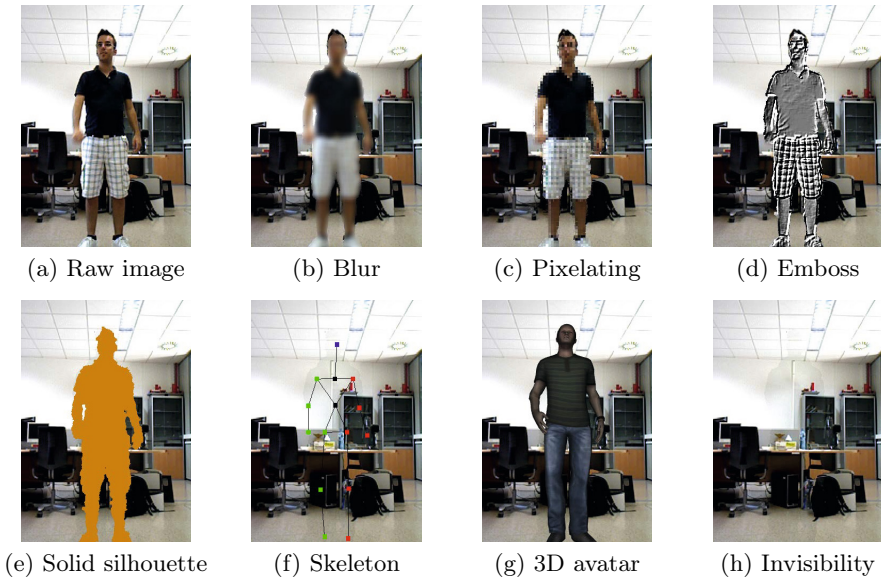 (a) Raw image
(b) Blur
(c) Pixelating
(d) Emboss
(e) Solid silhouette
(f) Skeleton
(g) 3D avatar
(h) Invisibility